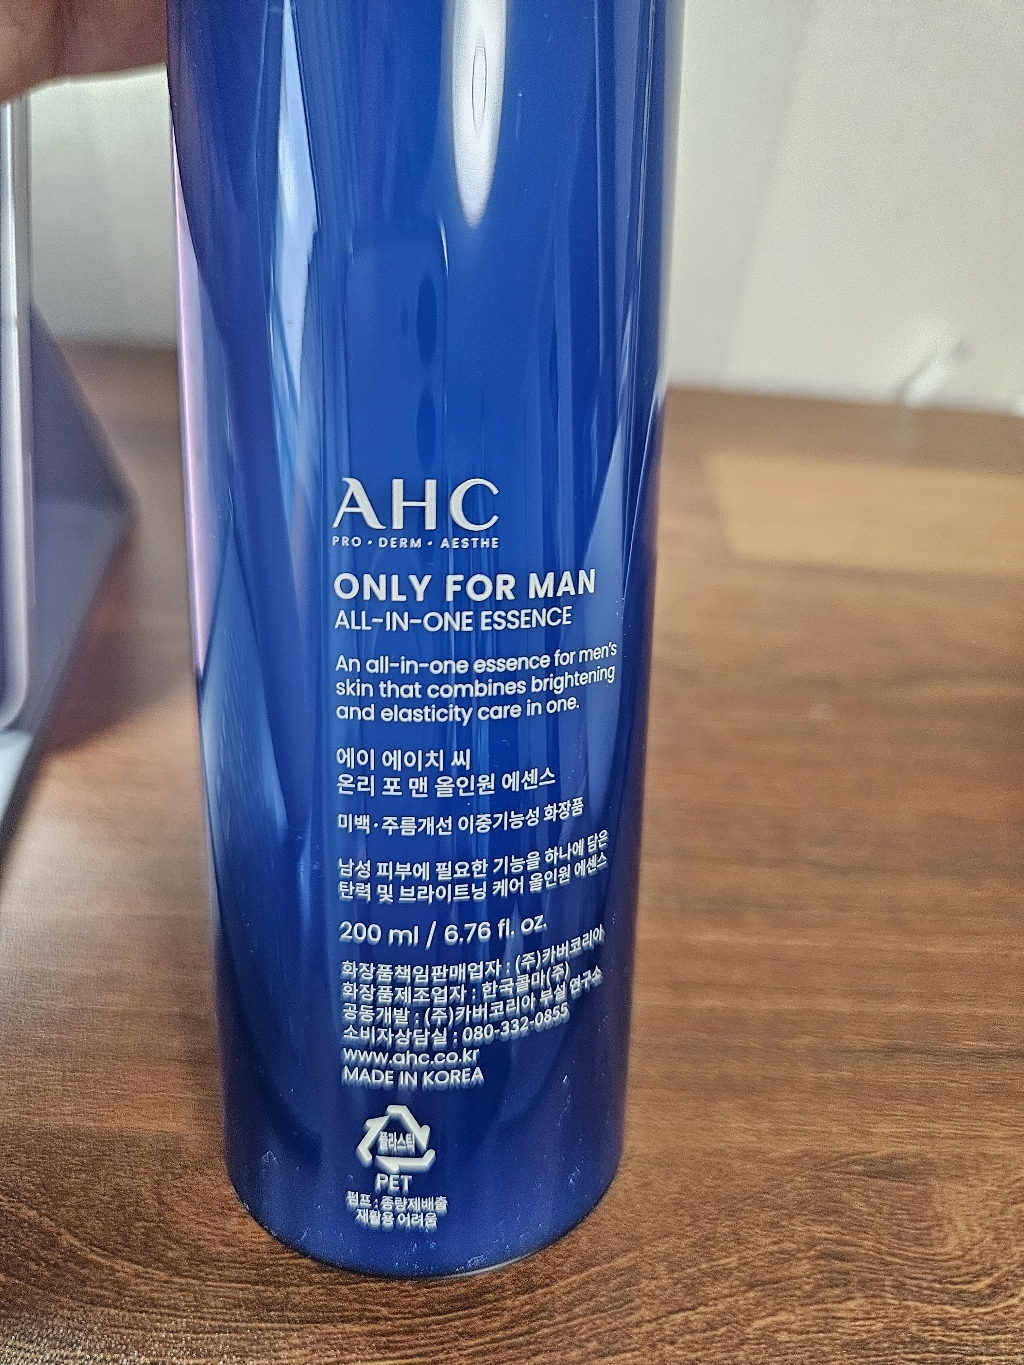 AHC
PRO • DERM • AESTHE
ONLY FOR MAN
ALL-IN-ONE ESSENCE
An all-in-one essence for men's
skin that combines brightening
and elasticity care in one.
에이 에이치 씨
온리 포 맨 올인원 에센스
미백·주름개선 이중기능성 화장품
남성 피부에 필요한 기능을 하나에 담은
탄력 및 브라이트닝 케어 올인원 에센스
200 ml / 6.76 fl. oz.
화장품책임판매업자 : (주)카버코리아
화장품제조업자 : 한국콜마(주)
공동개발 : (주)카버코리아 부설 연구소
소비자상담실 : 080-332-0855
www.ahc.co.kr
MADE IN KOREA
플라스틱
PET
펌프 : 종량제배출
재활용 어려움